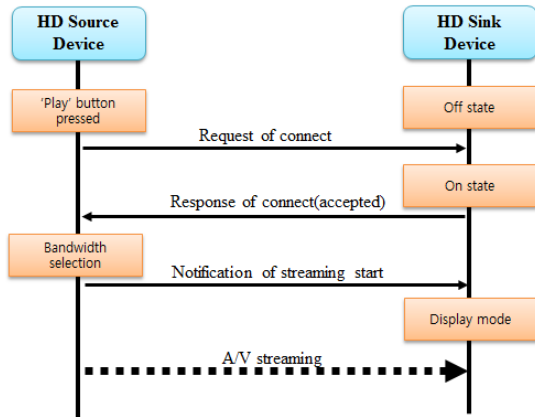 HD Source
Device
HD Sink
Device
'Play' button
pressed
Off state
Request of connect
On state
Response of connect(accepted)
Bandwidth
selection
Notification of streaming start
Display mode
A/V streaming